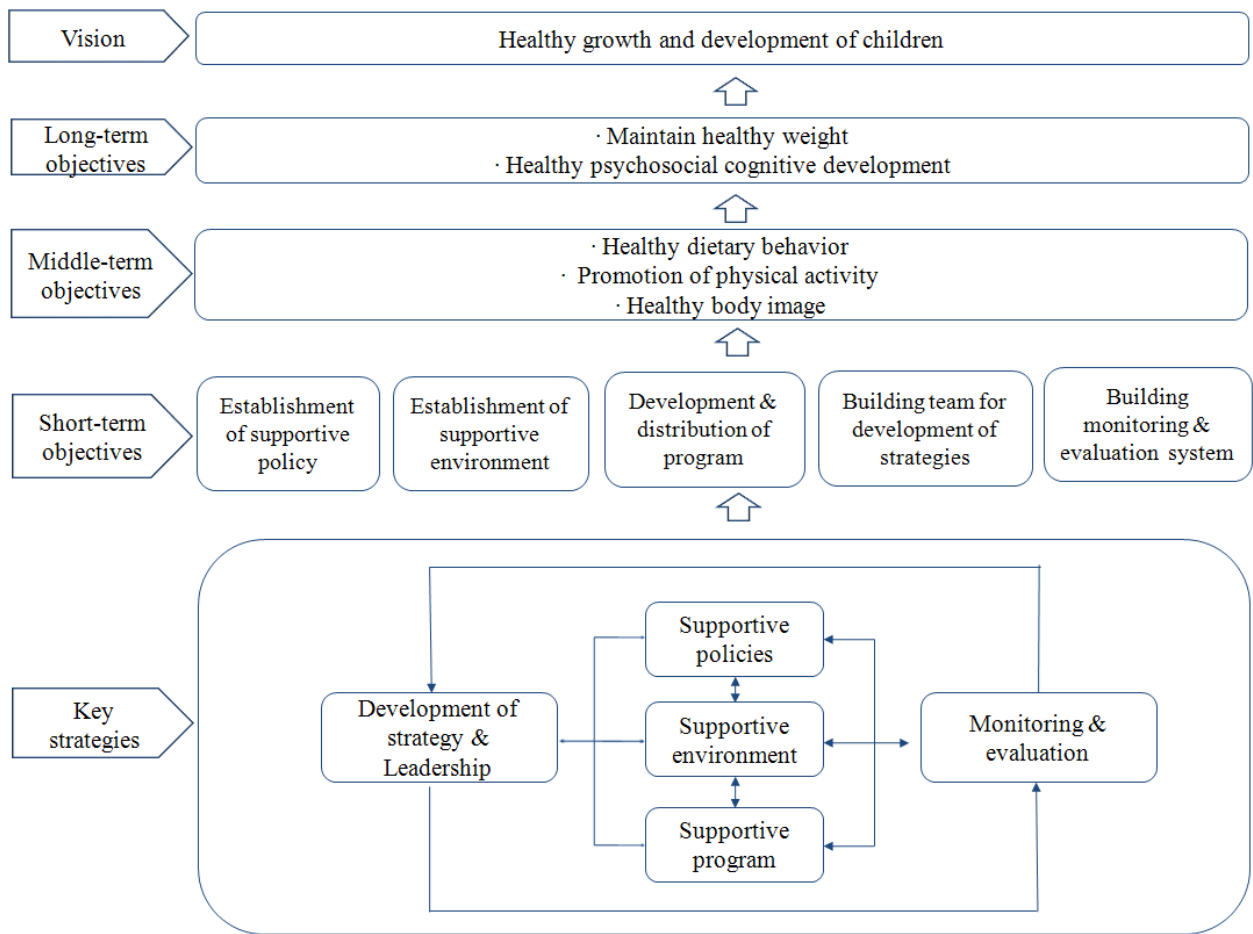 Vision
Healthy growth and development of children
Long-term
objectives
· Maintain healthy weight
· Healthy psychosocial cognitive development
Middle-term
objectives
· Healthy dietary behavior
· Promotion of physical activity
· Healthy body image
Short-term
objectives
Establishment
of supportive
policy
Establishment of
supportive
environment
Development &
distribution of
program
Building team for
development of
strategies
Building
monitoring &
evaluation system
Key
strategies
Development of
strategy &
Leadership
Supportive
policies
Supportive
environment
Supportive
program
Monitoring &
evaluation